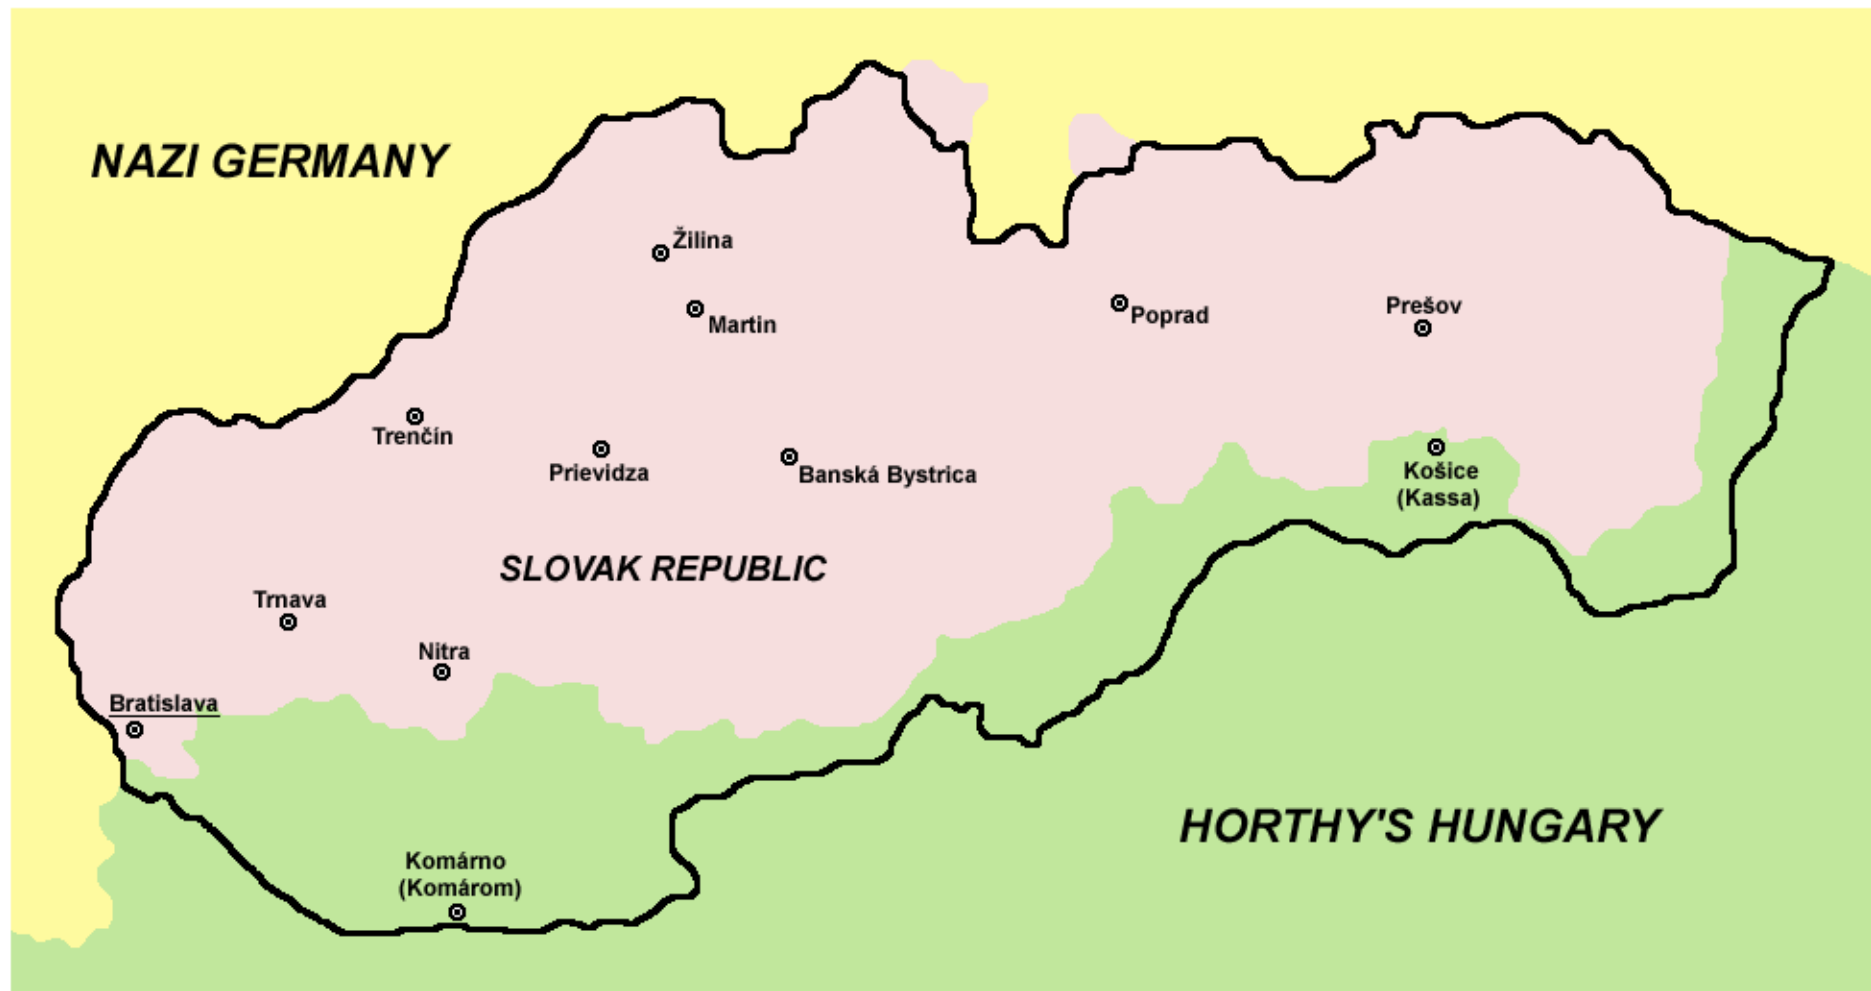 NAZI GERMANY
Žilina
Martin
Poprad
Prešov
Trenčín
Prievidza
Banská Bystrica
Košice
(Kassa)
SLOVAK REPUBLIC
Trnava
Nitra
Bratislava
HORTHY'S HUNGARY
Komárno
(Komárom)